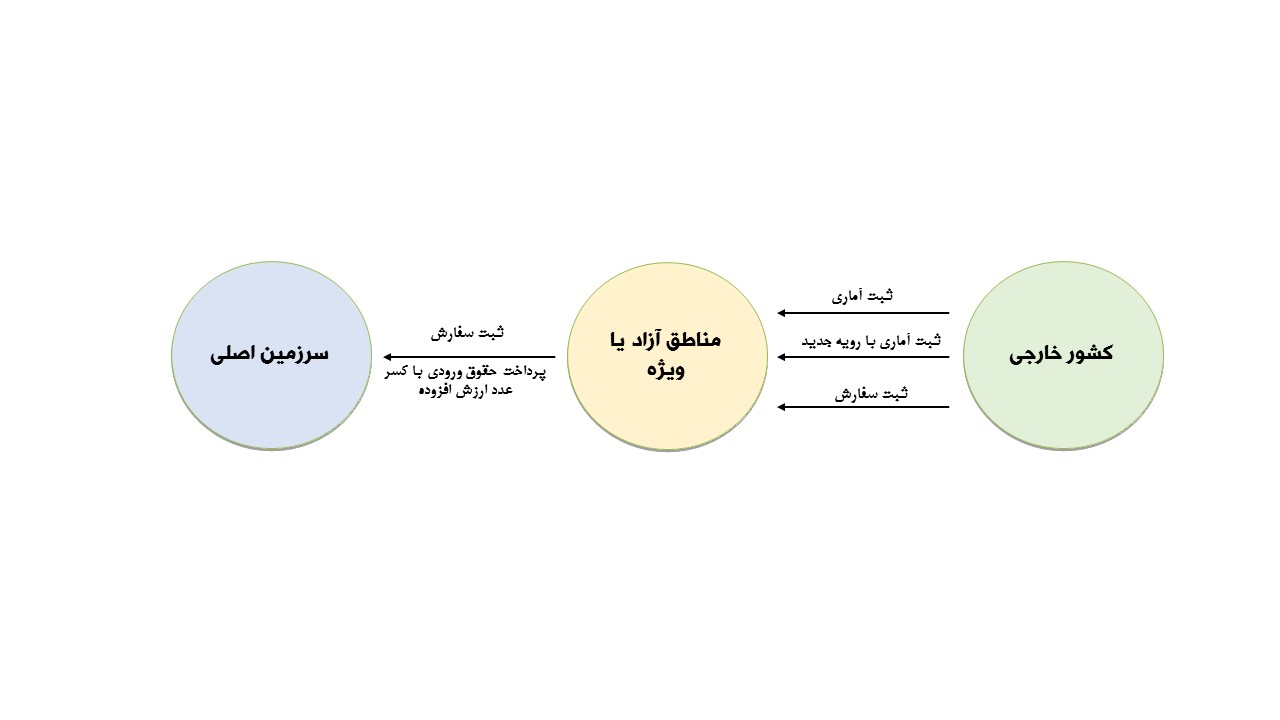 کشور خارجی
ثبت آماری
ثبت آماری با رویه جدید
ثبت سفارش
مناطق آزاد یا
ویژه
ثبت سفارش
پرداخت حقوق ورودی با کسر
عدد ارزش افزوده
سرزمین اصلی